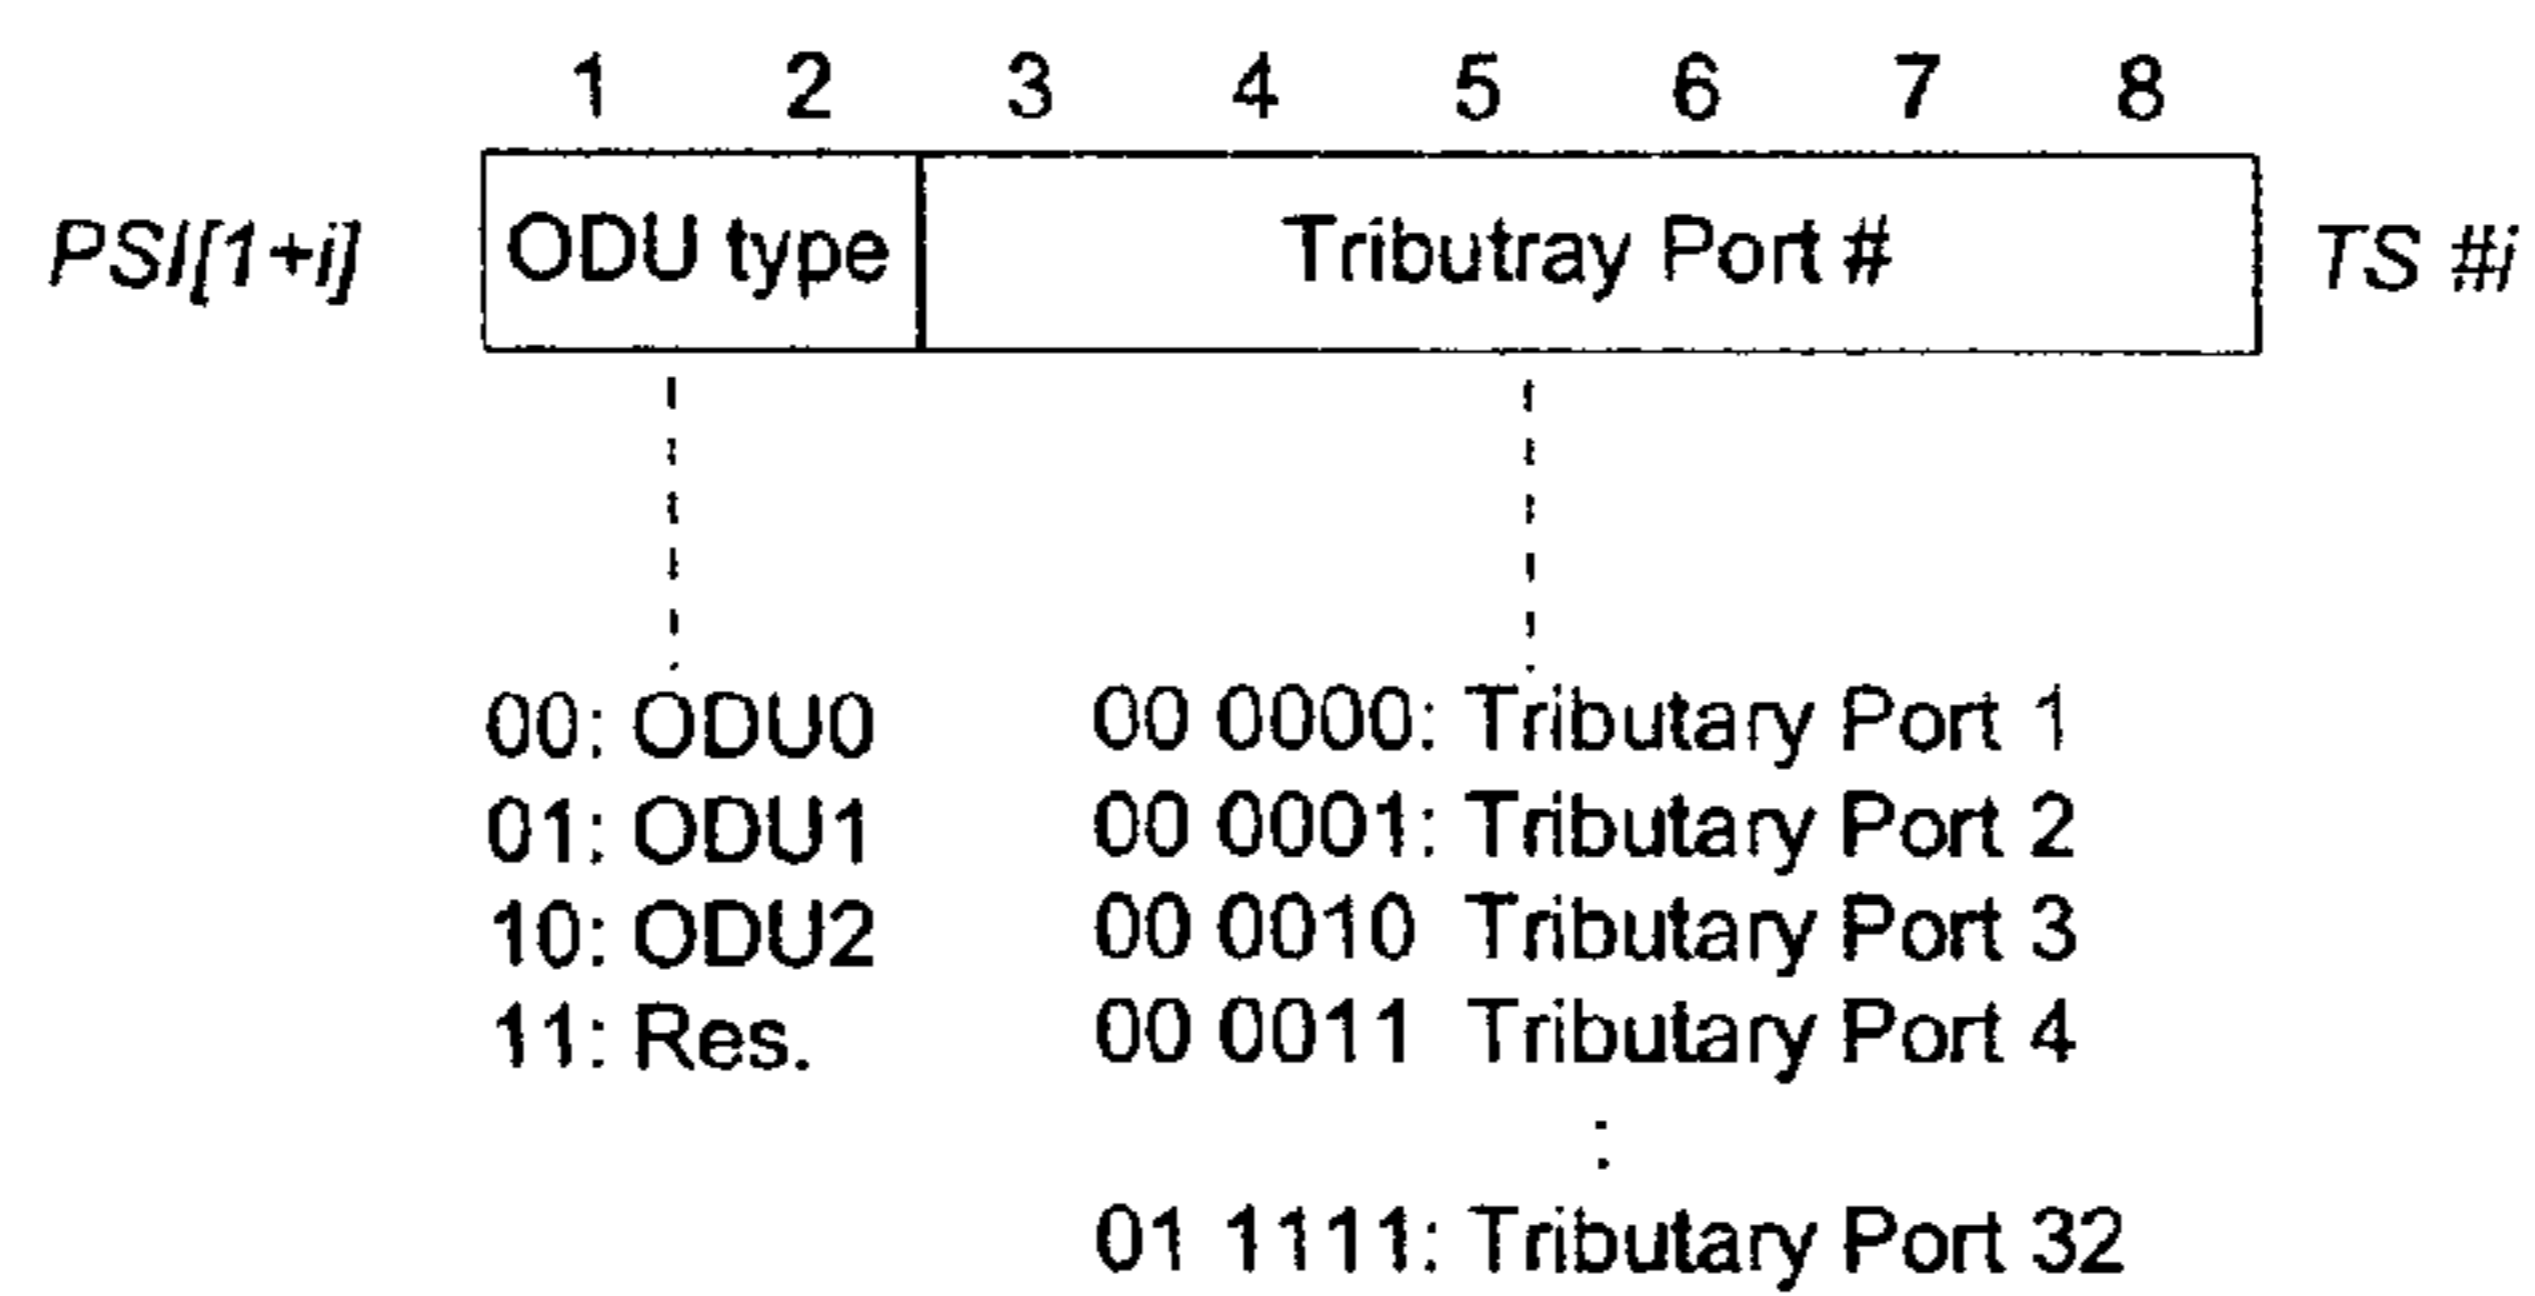 1 2 3 4 5 6 7 8
PSI[1+i] ODU type Tributray Port # TS #i
00: ODU0 00 0000: Tributary Port 1
01: ODU1 00 0001: Tributary Port 2
10: ODU2 00 0010 Tributary Port 3
11: Res. 00 0011 Tributary Port 4
:
01 1111: Tributary Port 32